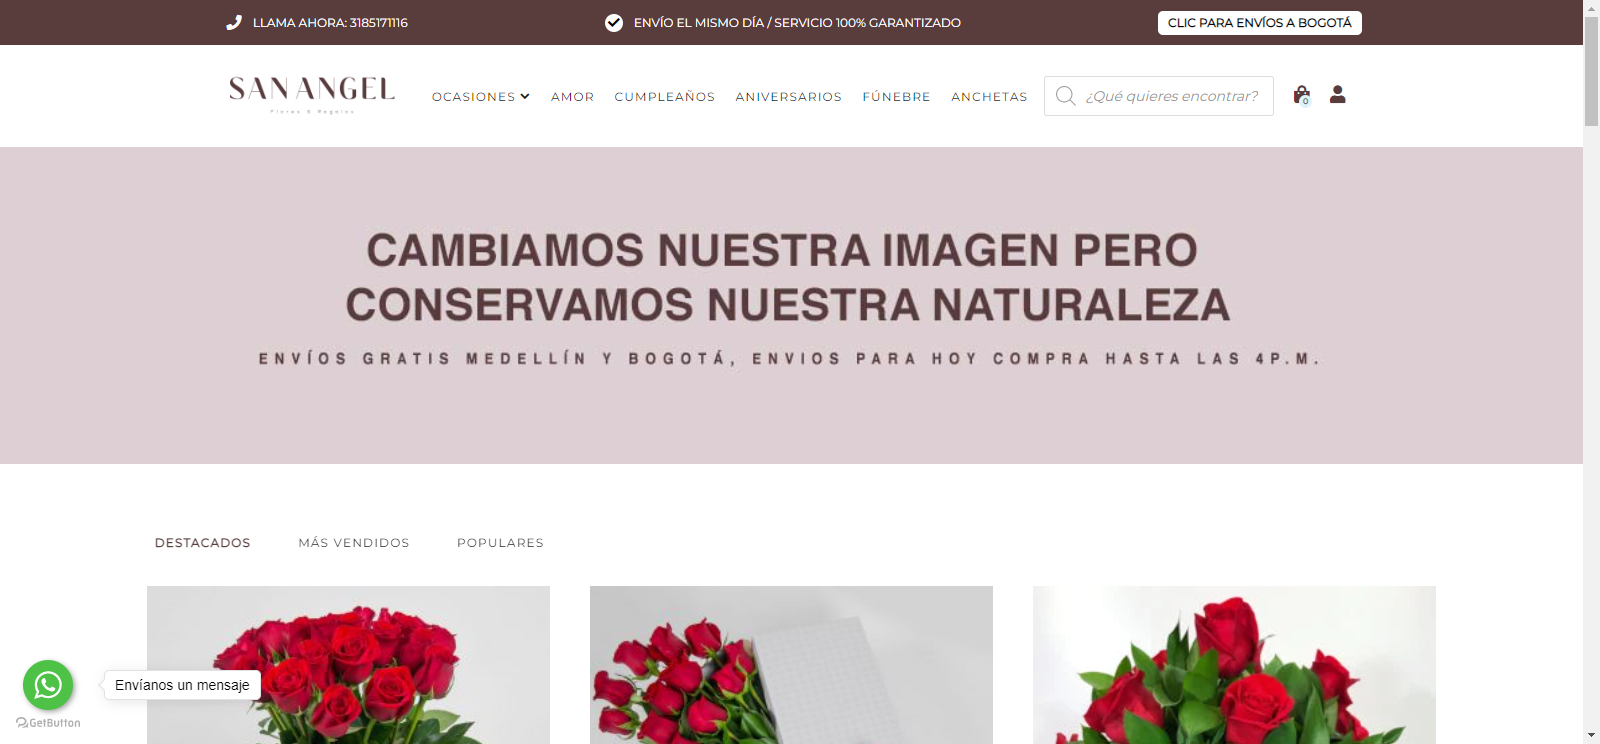 LLAMA AHORA: 3185171116
ENVÍO EL MISMO DÍA / SERVICIO 100% GARANTIZADO
CLIC PARA ENVÍOS A BOGOTÁ
SAN ANGEL
Flores & Regalos
OCASIONES
AMOR
CUMPLEAÑOS
ANIVERSARIOS
FÚNEBRE
ANCHETAS
¿Qué quieres encontrar?
0
CAMBIAMOS NUESTRA IMAGEN PERO
CONSERVAMOS NUESTRA NATURALEZA
ENVÍOS GRATIS MEDELLÍN Y BOGOTÁ, ENVIOS PARA HOY COMPRA HASTA LAS 4P.M.
DESTACADOS
MÁS VENDIDOS
POPULARES
Envíanos un mensaje
GetButton